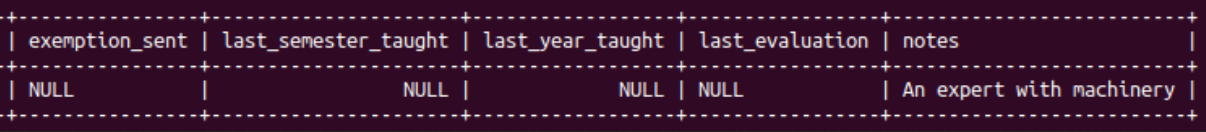 +-----------------+----------------------+------------------+-----------------+---------------------------+
| exemption_sent | last_semester_taught | last_year_taught | last_evaluation | notes |
+-----------------+----------------------+------------------+-----------------+---------------------------+
| NULL | NULL | NULL | NULL | An expert with machinery |
+-----------------+----------------------+------------------+-----------------+---------------------------+